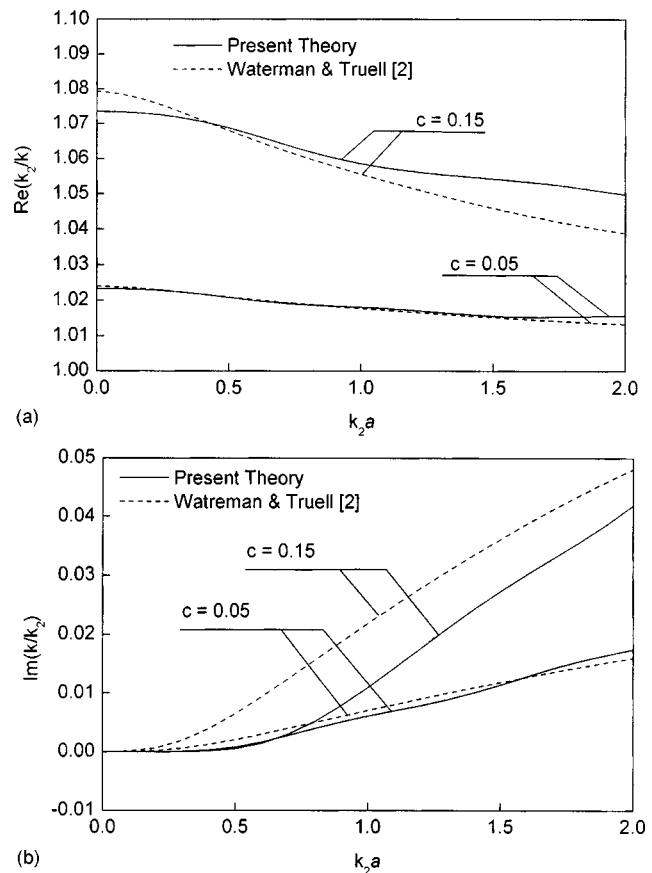 1.10
1.09
1.08
1.07
1.06
1.05
1.04
1.03
1.02
1.01
1.00
Re(k₂/k)
Present Theory
Waterman & Truell [2]
c = 0.15
c = 0.05
0.0 0.5 1.0 1.5 2.0
(a)
k₂a
0.05
0.04
0.03
0.02
0.01
0.00
-0.01
Im(k/k₂)
Present Theory
Watreman & Truell [2]
c = 0.15
c = 0.05
0.0 0.5 1.0 1.5 2.0
(b)
k₂a